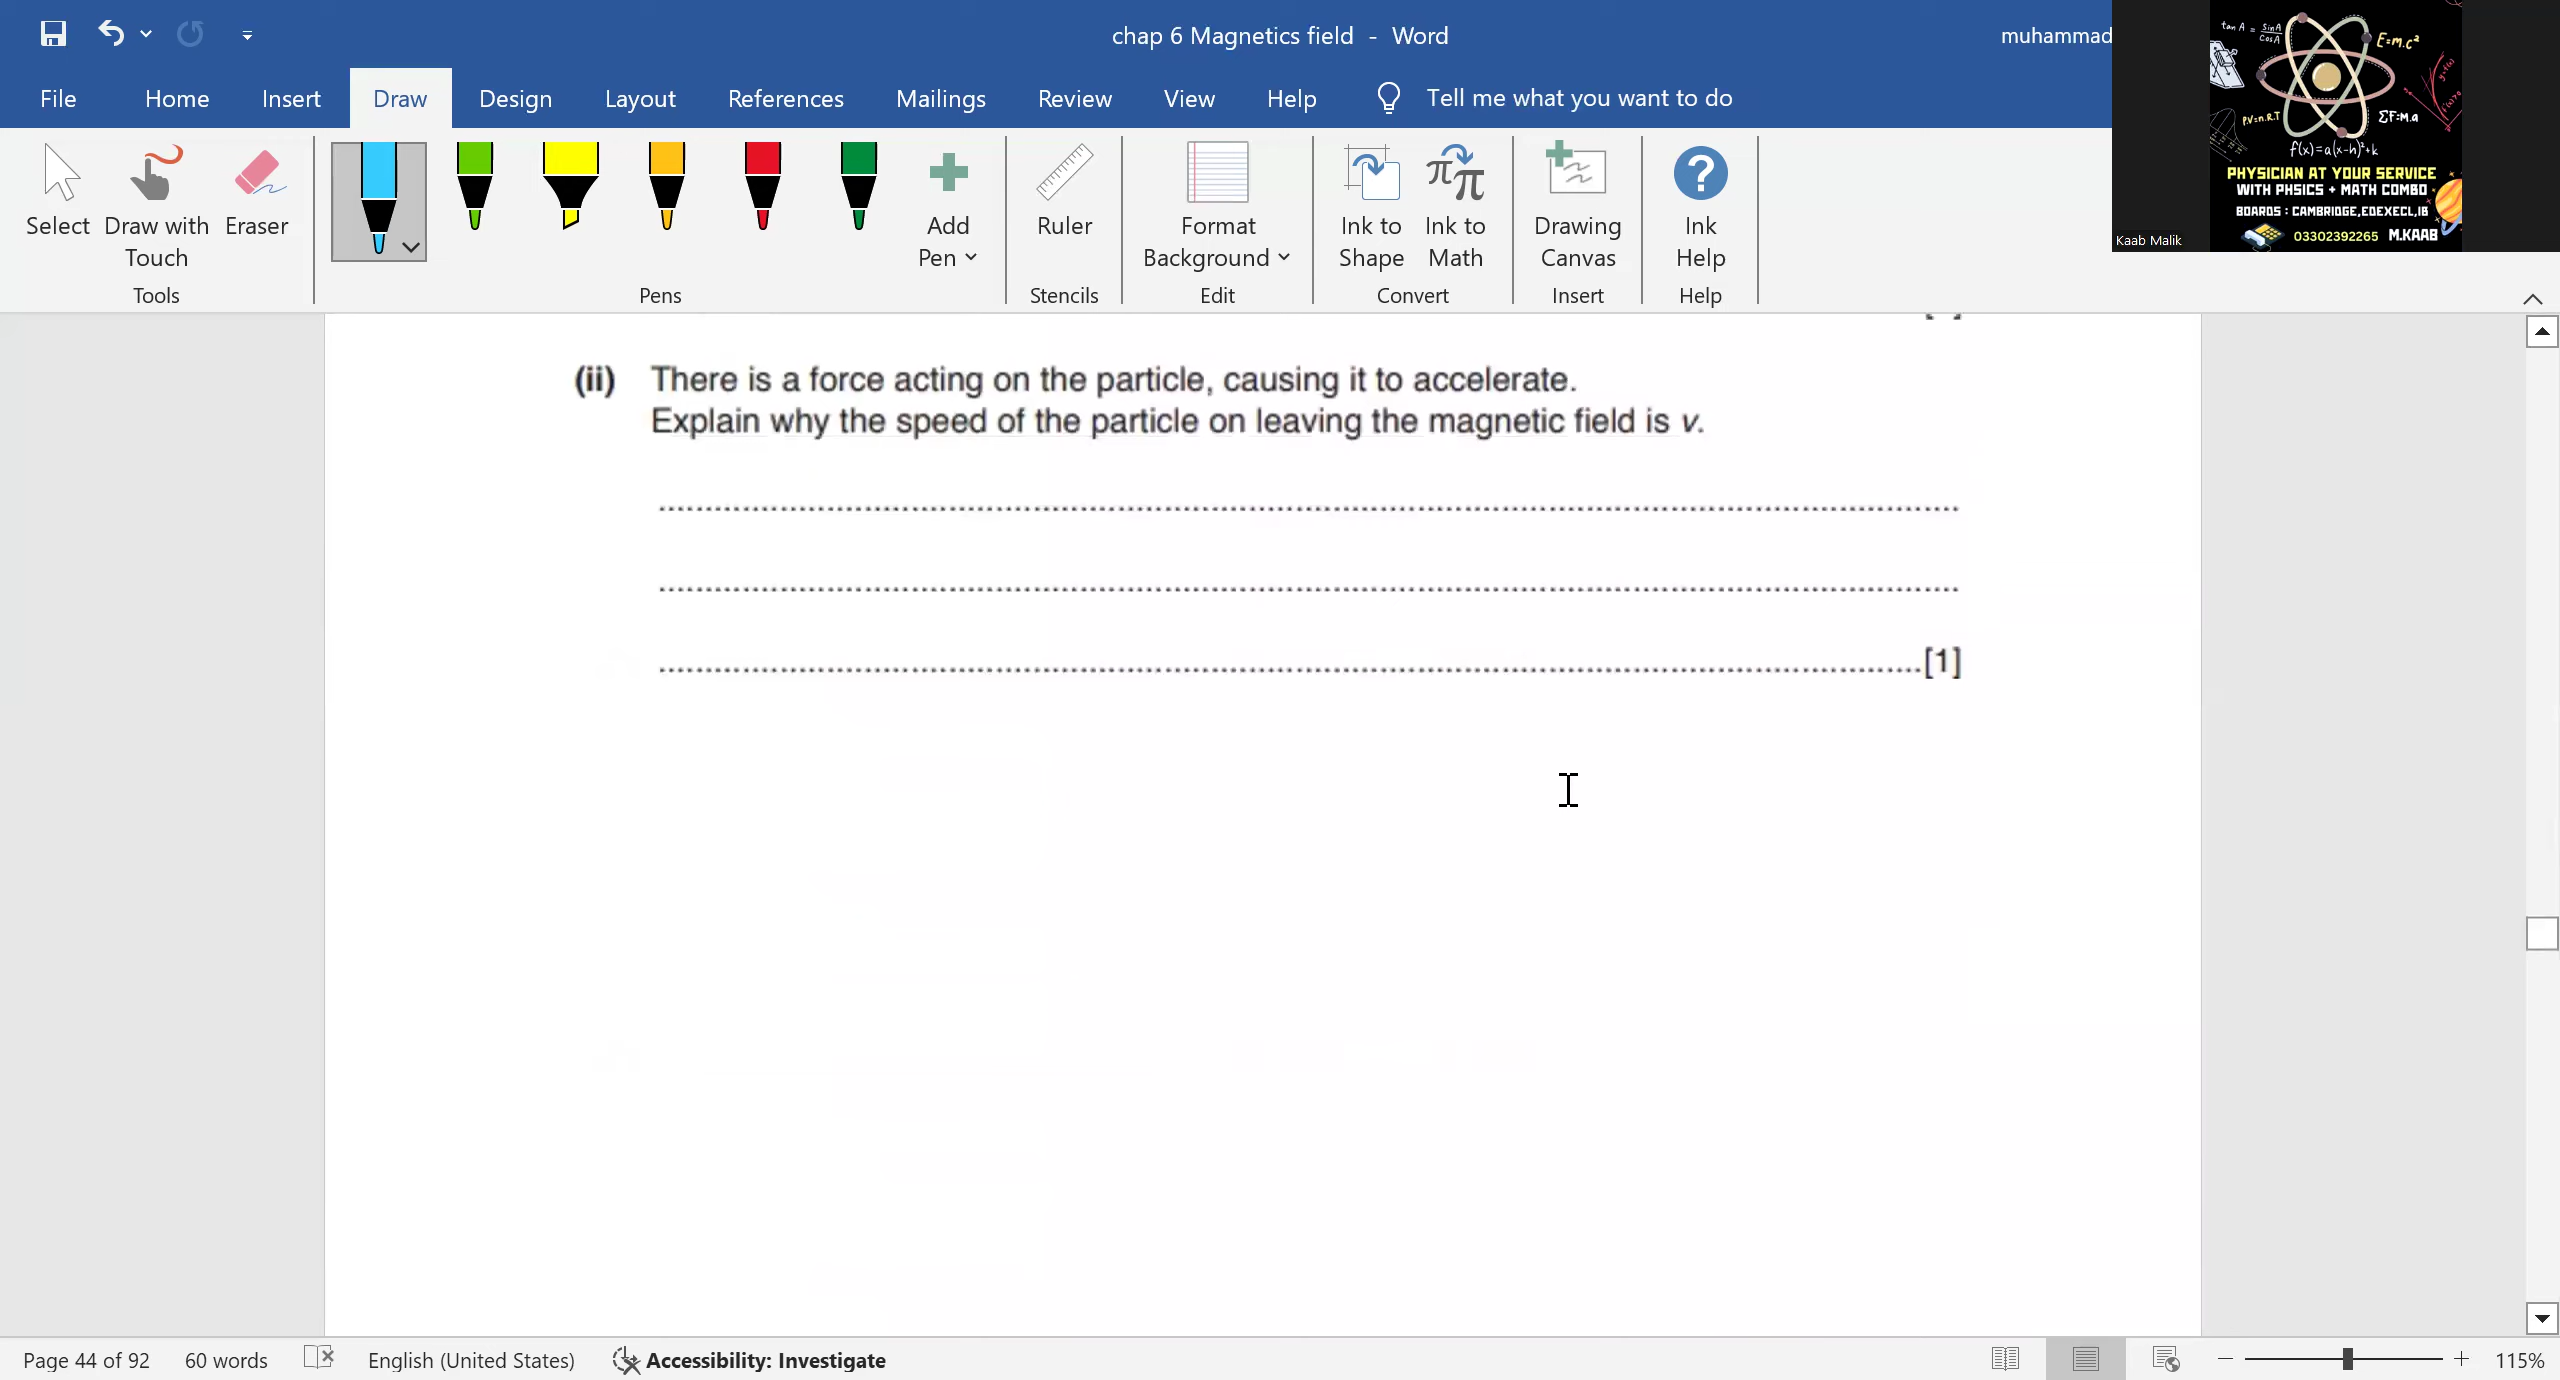 chap 6 Magnetics field - Word
muhammad
File Home Insert Draw Design Layout References Mailings Review View Help Tell me what you want to do
Select
Draw with Touch
Eraser
Tools
Pens
Add Pen
Ruler
Stencils
Format Background
Edit
Ink to Shape
Ink to Math
Convert
Drawing Canvas
Insert
Ink Help
Help
tan A = SinA/CosA
E=m.c²
P.V=n.R.T
ΣF=M.a
f(x)=a(x-h)²+k
PHYSICIAN AT YOUR SERVICE
WITH PHSICS + MATH COMBO
BOARDS : CAMBRIDGE,EDEXECL,IB
03302392265 M.KAAB
Kaab Malik
(ii) There is a force acting on the particle, causing it to accelerate.
Explain why the speed of the particle on leaving the magnetic field is v.
[1]
Page 44 of 92 60 words English (United States) Accessibility: Investigate 115%